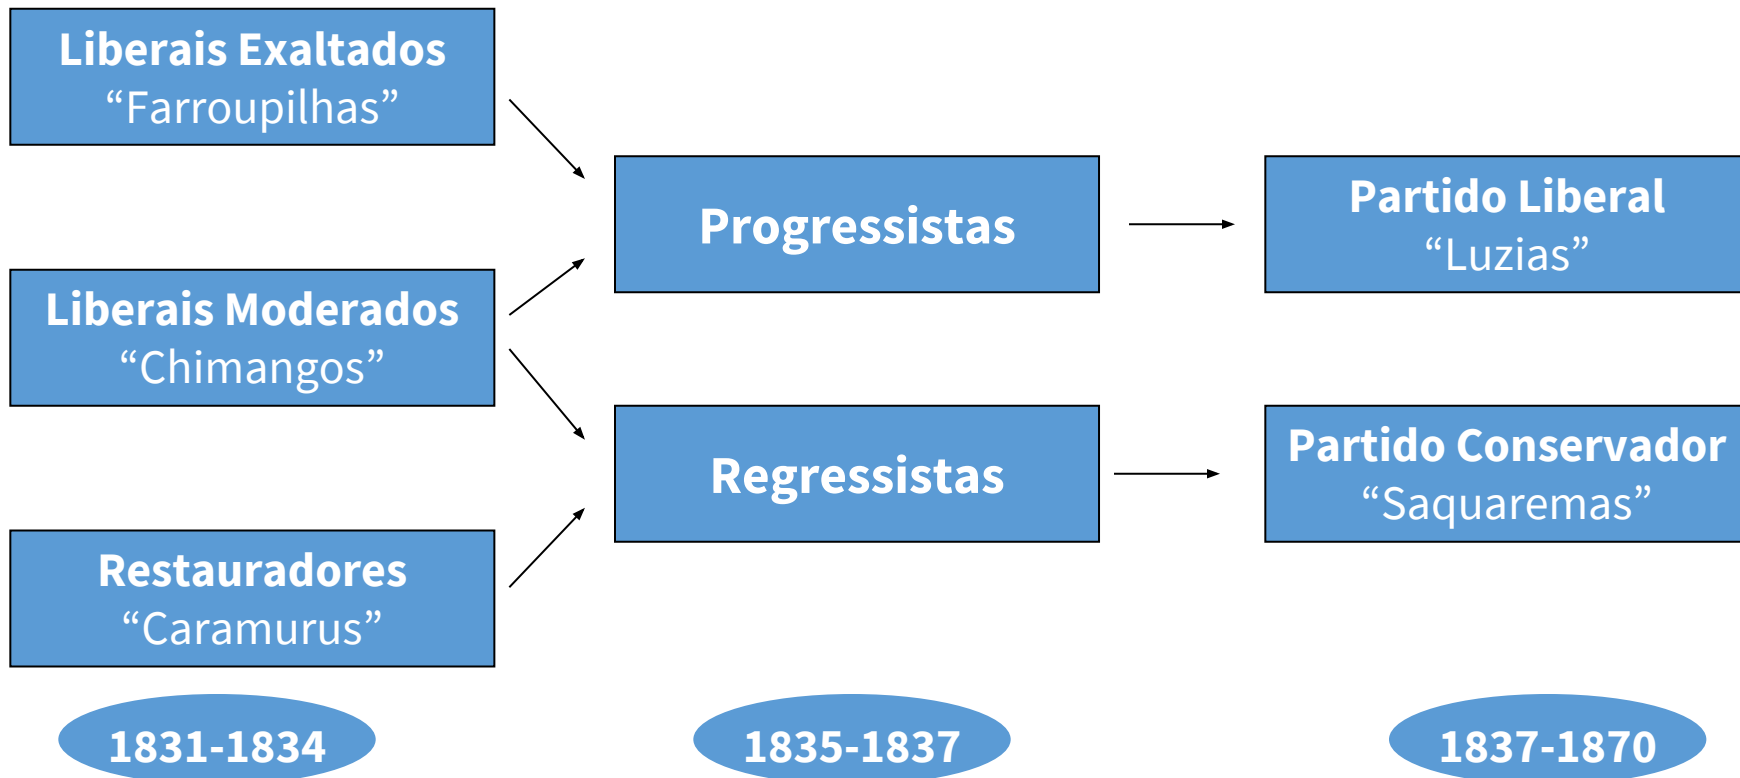 Liberais Exaltados
“Farroupilhas”
Liberais Moderados
“Chimangos”
Restauradores
“Caramurus”
Progressistas
Regressistas
Partido Liberal
“Luzias”
Partido Conservador
“Saquaremas”
1831-1834
1835-1837
1837-1870